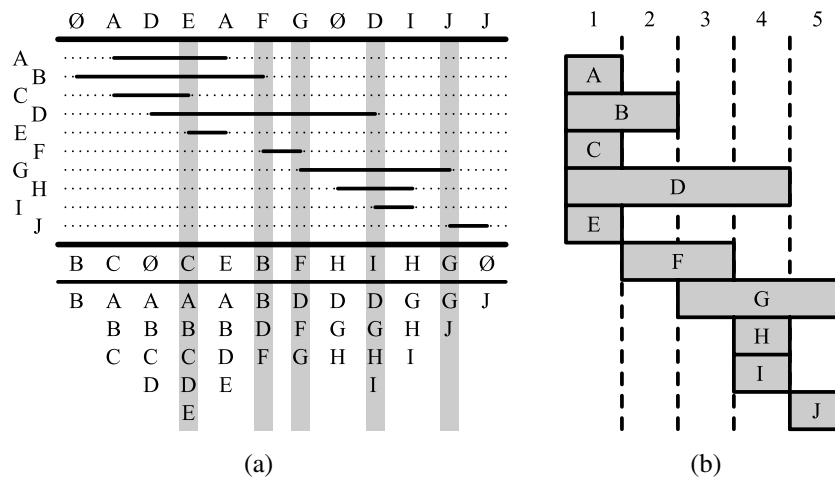 Ø A D E A F G Ø D I J J
A
B
C
D
E
F
G
H
I
J
B C Ø C E B F H I H G Ø
B A A A A B D D D G G J
B B B B D F G G H J
C C C D F G H H I
D D E I
E
(a)
1 2 3 4 5
A
B
C
D
E
F
G
H
I
J
(b)